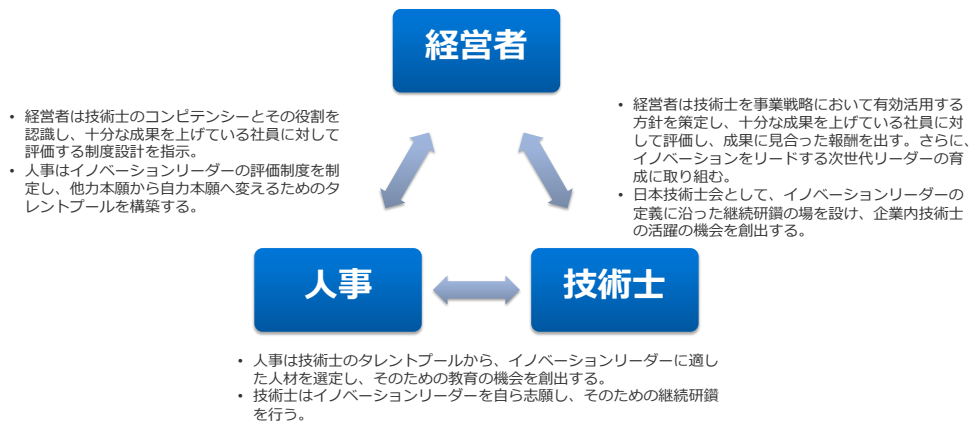 経営者
• 経営者は技術士のコンピテンシーとその役割を
認識し、十分な成果を上げている社員に対して
評価する制度設計を指示。
• 人事はイノベーションリーダーの評価制度を制
定し、他力本願から自力本願へ変えるためのタ
レントプールを構築する。
• 経営者は技術士を事業戦略において有効活用する
方針を策定し、十分な成果を上げている社員に対
して評価し、成果に見合った報酬を出す。さらに、
イノベーションをリードする次世代リーダーの育
成に取り組む。
• 日本技術士会として、イノベーションリーダーの
定義に沿った継続研鑽の場を設け、企業内技術士
の活躍の機会を創出する。
人事
技術士
• 人事は技術士のタレントプールから、イノベーションリーダーに適し
た人材を選定し、そのための教育の機会を創出する。
• 技術士はイノベーションリーダーを自ら志願し、そのための継続研鑽
を行う。